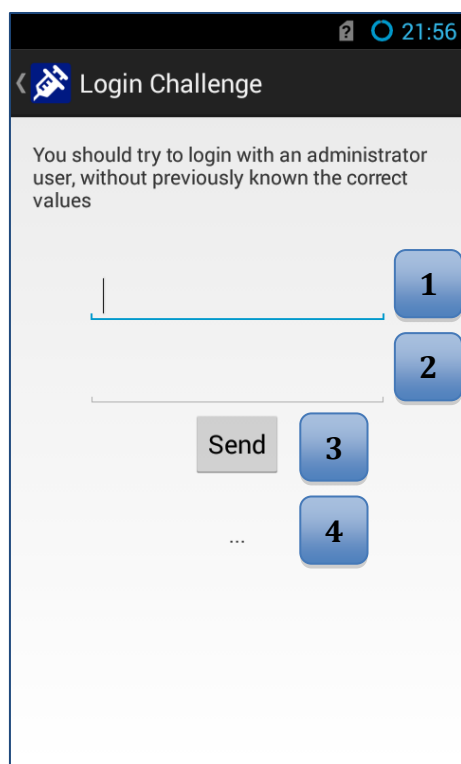 21:56
Login Challenge
You should try to login with an administrator
user, without previously known the correct
values
1
2
Send
3
...
4